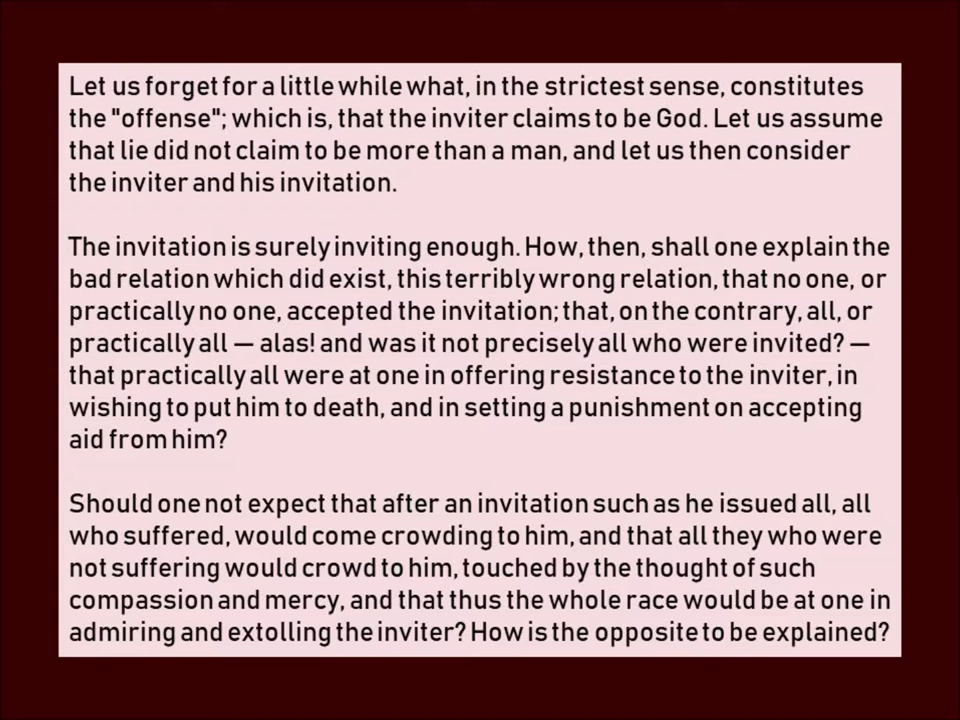 Let us forget for a little while what, in the strictest sense, constitutes
the "offense"; which is, that the inviter claims to be God. Let us assume
that lie did not claim to be more than a man, and let us then consider
the inviter and his invitation.
The invitation is surely inviting enough. How, then, shall one explain the
bad relation which did exist, this terribly wrong relation, that no one, or
practically no one, accepted the invitation; that, on the contrary, all, or
practically all — alas! and was it not precisely all who were invited? —
that practically all were at one in offering resistance to the inviter, in
wishing to put him to death, and in setting a punishment on accepting
aid from him?
Should one not expect that after an invitation such as he issued all, all
who suffered, would come crowding to him, and that all they who were
not suffering would crowd to him, touched by the thought of such
compassion and mercy, and that thus the whole race would be at one in
admiring and extolling the inviter? How is the opposite to be explained?